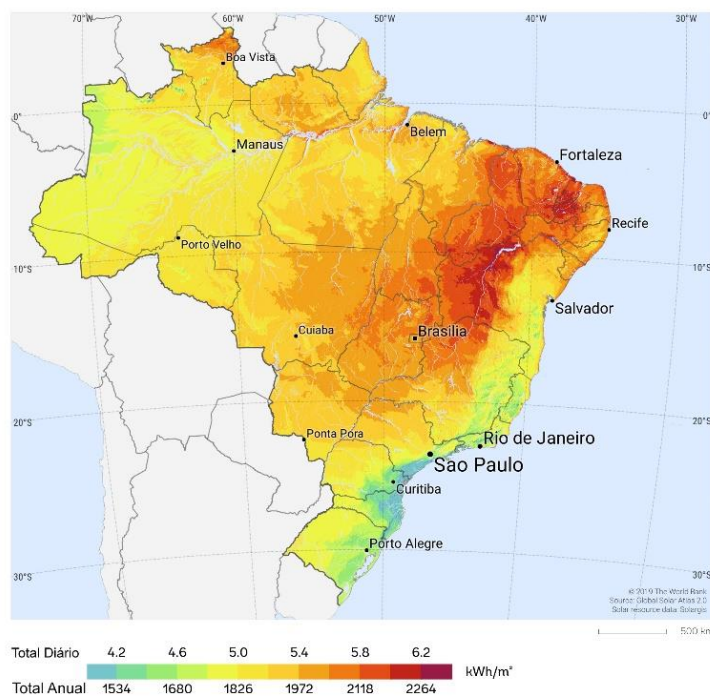 70°W 60°W 50°W 40°W 30°W
Boa Vista
0° 0°
Belem
Manaus
Fortaleza
Recife
Porto Velho
10°S 10°S
Salvador
Cuiaba
Brasilia
20°S 20°S
Ponta Pora
Rio de Janeiro
Sao Paulo
Curitiba
Porto Alegre
30°S 30°S
© 2019 The World Bank
Source: Global Solar Atlas 2.0
Solar resource data: Solargis
500 km
Total Diário 4.2 4.6 5.0 5.4 5.8 6.2
kWh/m²
Total Anual 1534 1680 1826 1972 2118 2264